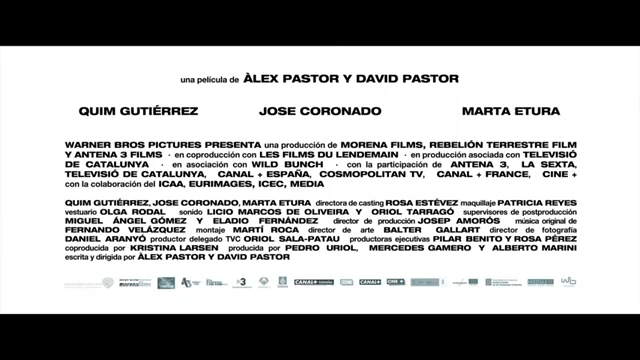 una película de ÀLEX PASTOR Y DAVID PASTOR
QUIM GUTIÉRREZ JOSE CORONADO MARTA ETURA
WARNER BROS PICTURES PRESENTA una producción de MORENA FILMS, REBELIÓN TERRESTRE FILM
Y ANTENA 3 FILMS · en coproducción con LES FILMS DU LENDEMAIN · en producción asociada con TELEVISIÓ
DE CATALUNYA · en asociación con WILD BUNCH · con la participación de ANTENA 3, LA SEXTA,
TELEVISIÓ DE CATALUNYA, CANAL + ESPAÑA, COSMOPOLITAN TV, CANAL + FRANCE, CINE +
con la colaboración del ICAA, EURIMAGES, ICEC, MEDIA
QUIM GUTIÉRREZ, JOSE CORONADO, MARTA ETURA directora de casting ROSA ESTÉVEZ maquillaje PATRICIA REYES
vestuario OLGA RODAL sonido LICIO MARCOS DE OLIVEIRA Y ORIOL TARRAGÓ supervisores de postproducción
MIGUEL ÁNGEL GÓMEZ Y ELADIO FERNÁNDEZ director de producción JOSEP AMORÓS música original de
FERNANDO VELÁZQUEZ montaje MARTÍ ROCA director de arte BALTER GALLART director de fotografía
DANIEL ARANYÓ productor delegado TVC ORIOL SALA-PATAU productoras ejecutivas PILAR BENITO Y ROSA PÉREZ
coproducida por KRISTINA LARSEN producida por PEDRO URIOL, MERCEDES GAMERO Y ALBERTO MARINI
escrita y dirigida por ÀLEX PASTOR Y DAVID PASTOR